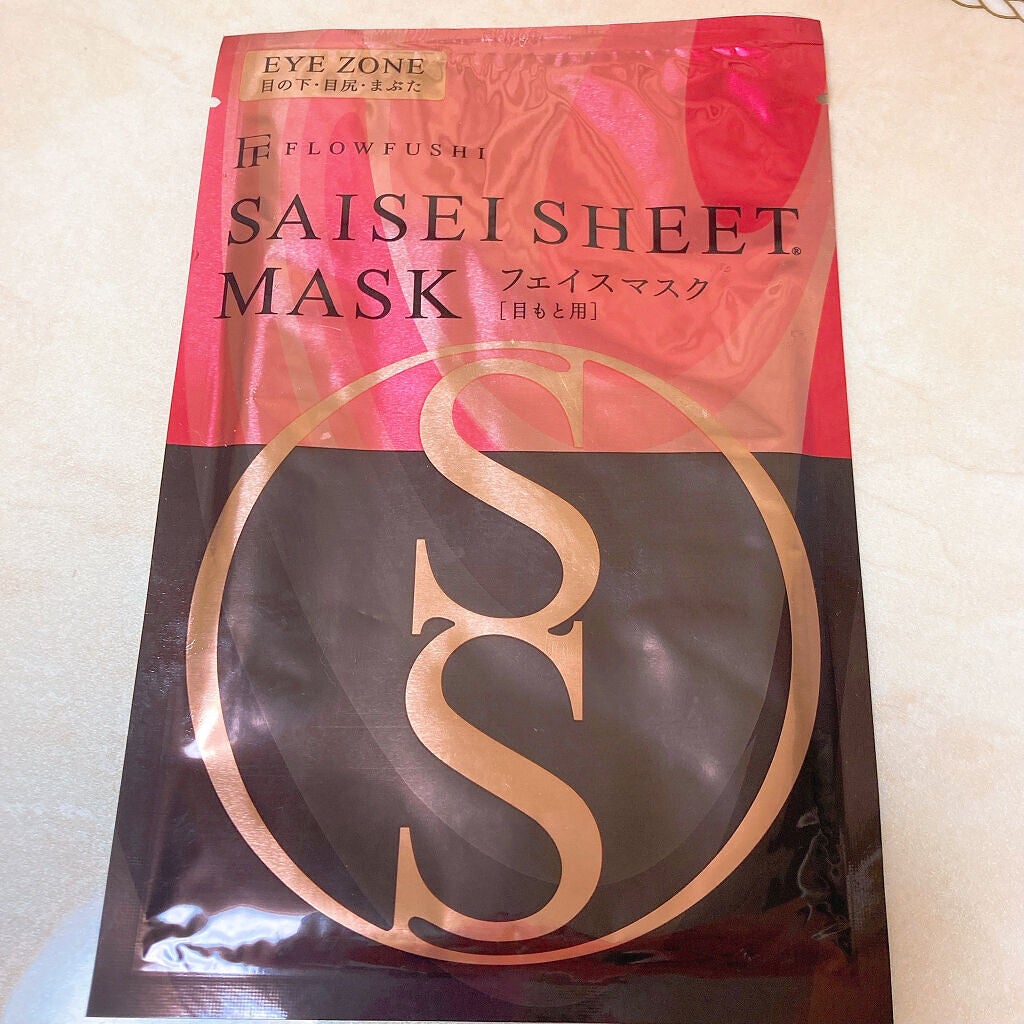 EYE ZONE
目の下・目尻・まぶた
FF FLOWFUSHI
SAISEI SHEET®
MASK フェイスマスク
[目もと用]
SS